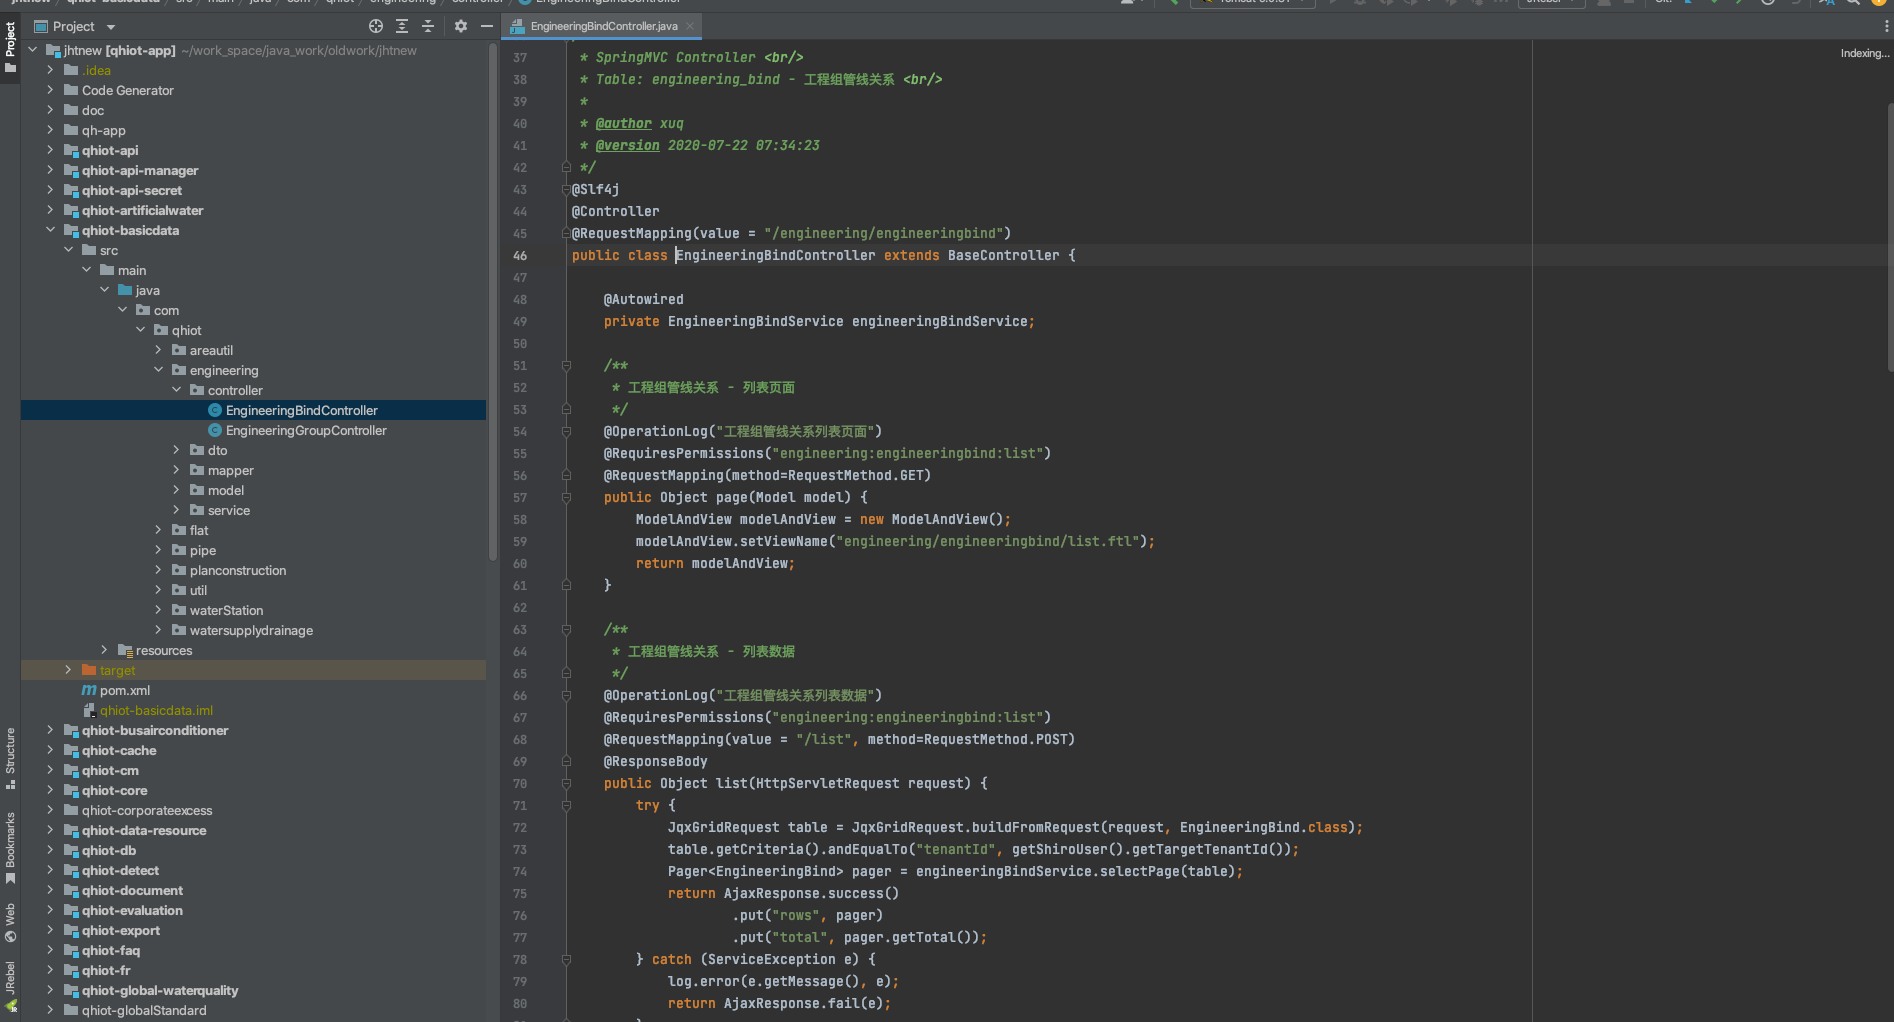 Project
jhtnew [qhiot-app] ~/work_space/java_work/oldwork/jhtnew
.idea
Code Generator
doc
qh-app
qhiot-api
qhiot-api-manager
qhiot-api-secret
qhiot-artificialwater
qhiot-basicdata
src
main
java
com
qhiot
areautil
engineering
controller
EngineeringBindController
EngineeringGroupController
dto
mapper
model
service
flat
pipe
planconstruction
util
waterStation
watersupplydrainage
resources
target
pom.xml
qhiot-basicdata.iml
qhiot-busairconditioner
qhiot-cache
qhiot-cm
qhiot-core
qhiot-corporateexcess
qhiot-data-resource
qhiot-db
qhiot-detect
qhiot-document
qhiot-evaluation
qhiot-export
qhiot-faq
qhiot-fr
qhiot-global-waterquality
qhiot-globalStandard
Project
Structure
Bookmarks
Web
JRebel
EngineeringBindController.java
Indexing...
37 * SpringMVC Controller <br/>
38 * Table: engineering_bind - 工程组管线关系 <br/>
39 *
40 * @author xuq
41 * @version 2020-07-22 07:34:23
42 */
43 @Slf4j
44 @Controller
45 @RequestMapping(value = "/engineering/engineeringbind")
46 public class EngineeringBindController extends BaseController {
47
48 @Autowired
49 private EngineeringBindService engineeringBindService;
50
51 /**
52 * 工程组管线关系 - 列表页面
53 */
54 @OperationLog("工程组管线关系列表页面")
55 @RequiresPermissions("engineering:engineeringbind:list")
56 @RequestMapping(method=RequestMethod.GET)
57 public Object page(Model model) {
58 ModelAndView modelAndView = new ModelAndView();
59 modelAndView.setViewName("engineering/engineeringbind/list.ftl");
60 return modelAndView;
61 }
62
63 /**
64 * 工程组管线关系 - 列表数据
65 */
66 @OperationLog("工程组管线关系列表数据")
67 @RequiresPermissions("engineering:engineeringbind:list")
68 @RequestMapping(value = "/list", method=RequestMethod.POST)
69 @ResponseBody
70 public Object list(HttpServletRequest request) {
71 try {
72 JqxGridRequest table = JqxGridRequest.buildFromRequest(request, EngineeringBind.class);
73 table.getCriteria().andEqualTo("tenantId", getShiroUser().getTargetTenantId());
74 Pager<EngineeringBind> pager = engineeringBindService.selectPage(table);
75 return AjaxResponse.success()
76 .put("rows", pager)
77 .put("total", pager.getTotal());
78 } catch (ServiceException e) {
79 log.error(e.getMessage(), e);
80 return AjaxResponse.fail(e);